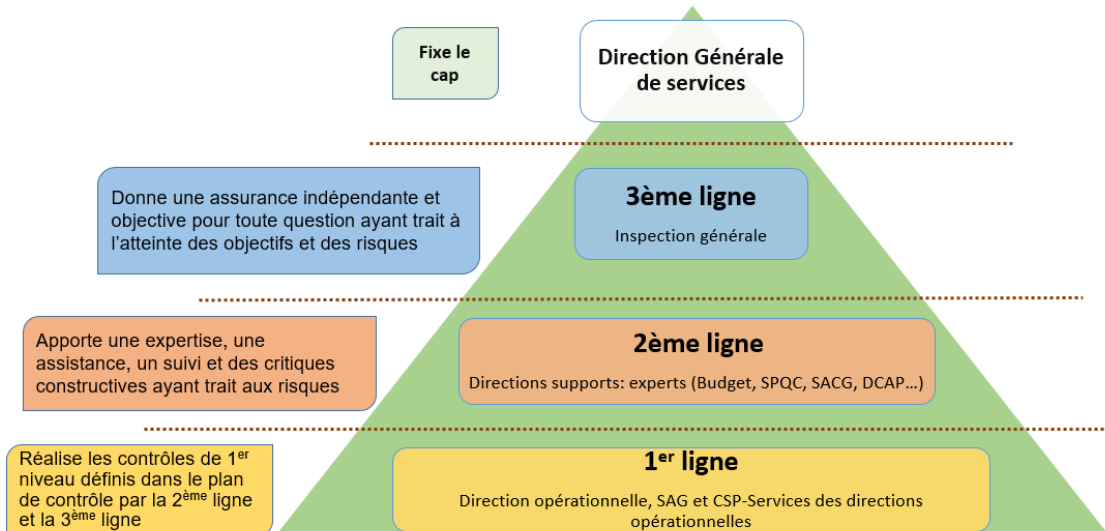 Fixe le
cap
Direction Générale
de services
Donne une assurance indépendante et
objective pour toute question ayant trait à
l’atteinte des objectifs et des risques
3ème ligne
Inspection générale
Apporte une expertise, une
assistance, un suivi et des critiques
constructives ayant trait aux risques
2ème ligne
Directions supports: experts (Budget, SPQC, SACG, DCAP…)
Réalise les contrôles de 1er
niveau définis dans le plan
de contrôle par la 2ème ligne
et la 3ème ligne
1er ligne
Direction opérationnelle, SAG et CSP-Services des directions
opérationnelles